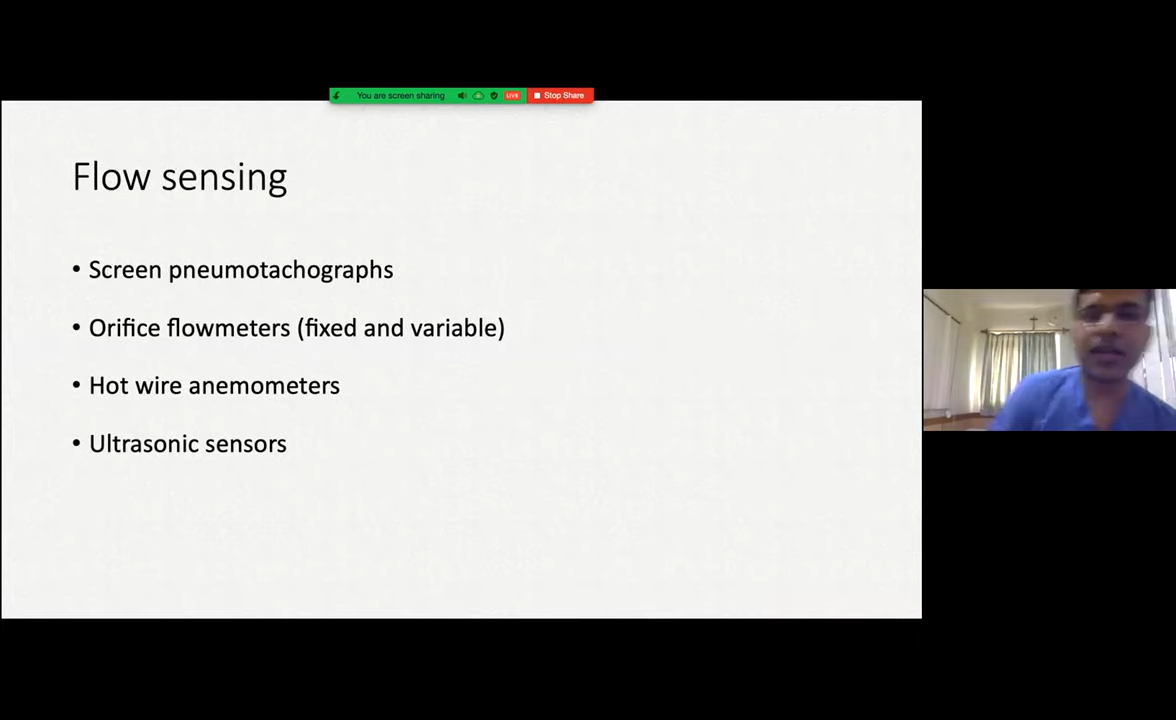 You are screen sharing
LIVE
Stop Share
Flow sensing
• Screen pneumotachographs
• Orifice flowmeters (fixed and variable)
• Hot wire anemometers
• Ultrasonic sensors